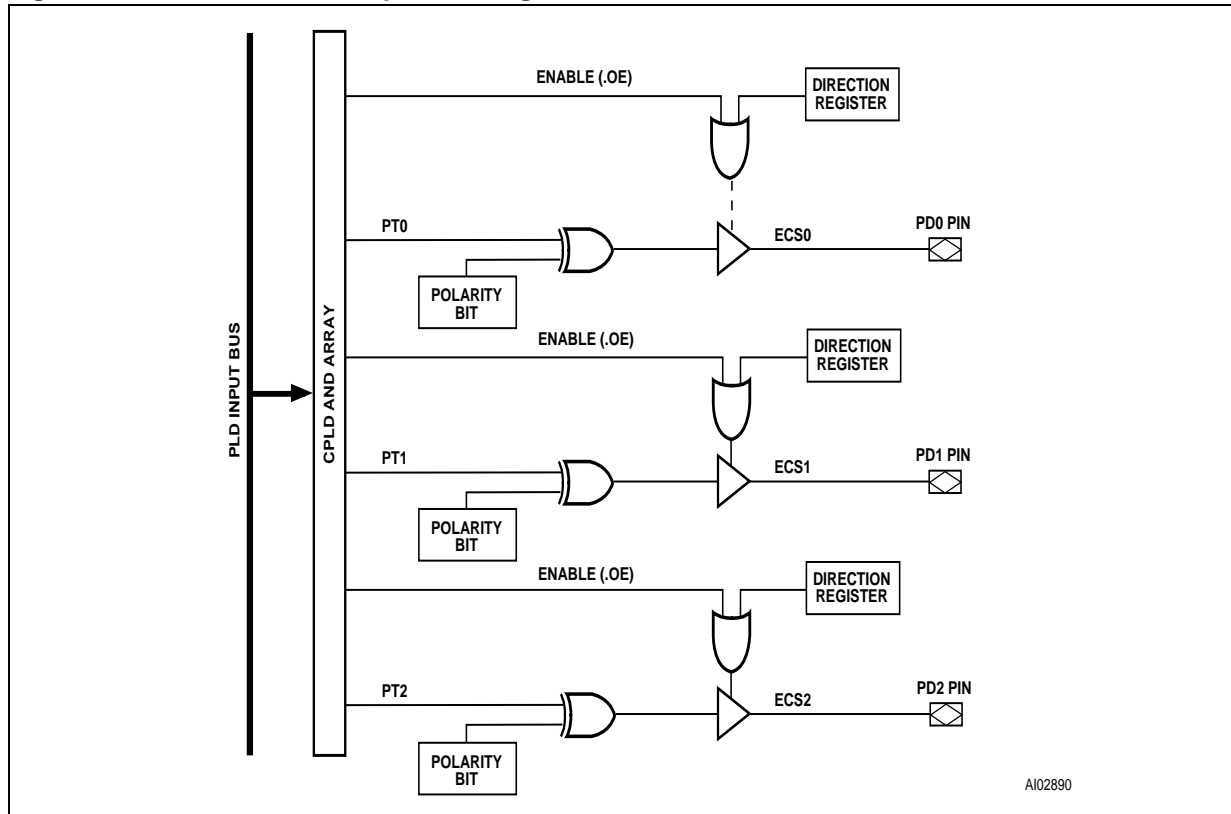 ENABLE (.OE)
DIRECTION
REGISTER
PT0
ECS0
PD0 PIN
POLARITY
BIT
ENABLE (.OE)
DIRECTION
REGISTER
PLD INPUT BUS
CPLD AND ARRAY
PT1
ECS1
PD1 PIN
POLARITY
BIT
ENABLE (.OE)
DIRECTION
REGISTER
PT2
ECS2
PD2 PIN
POLARITY
BIT
AI02890